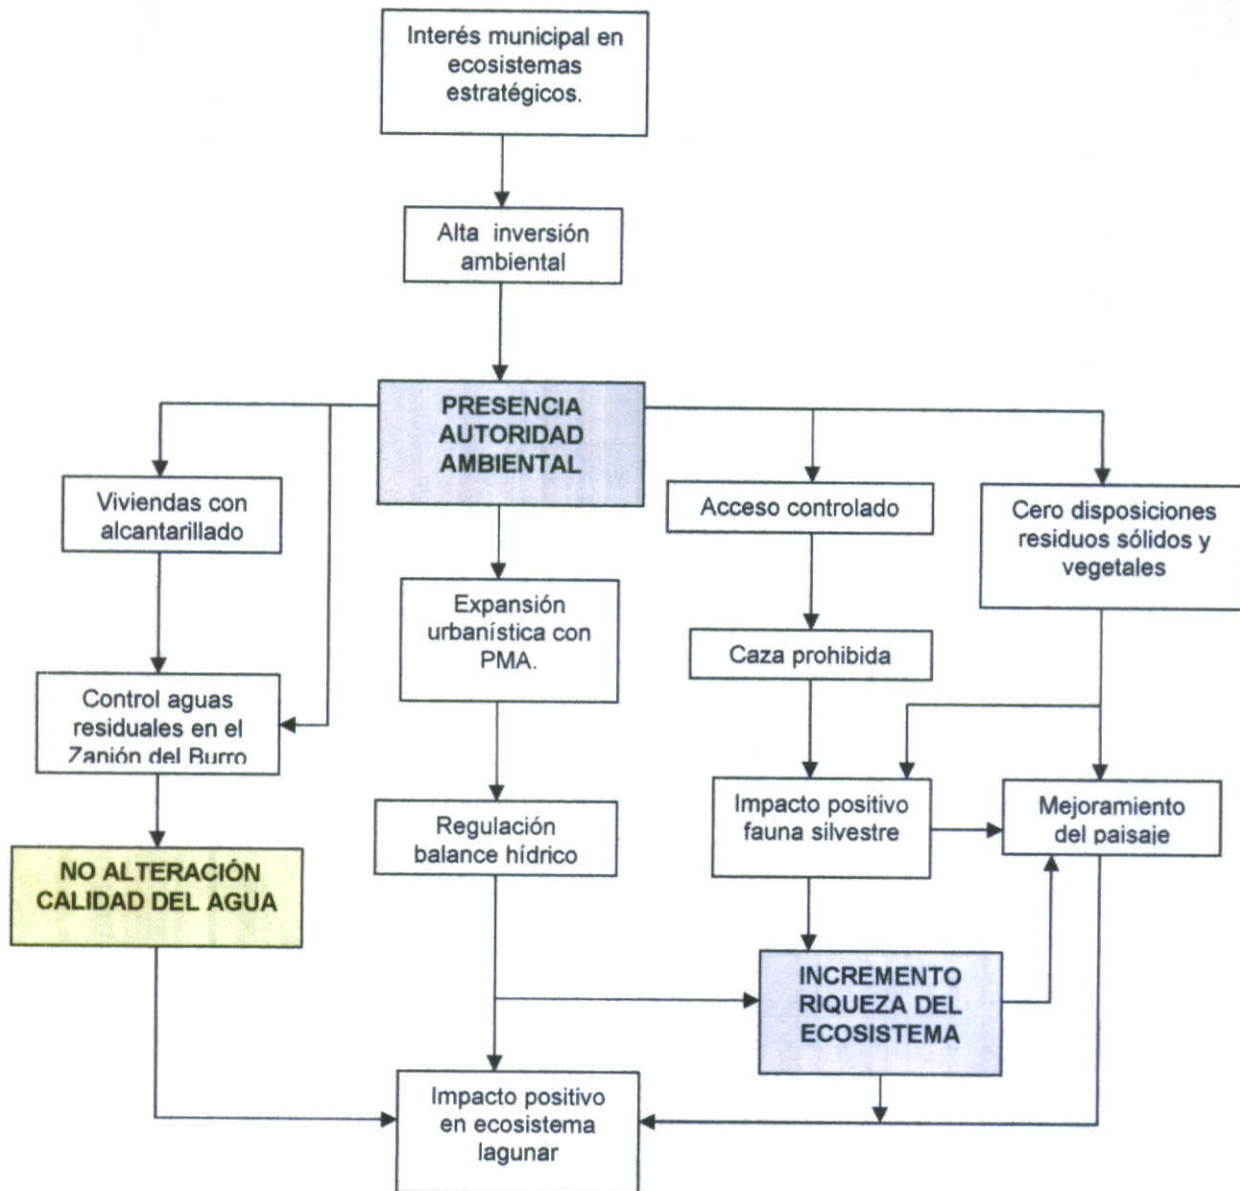 Interés municipal en
ecosistemas
estratégicos.
Alta inversión
ambiental
PRESENCIA
AUTORIDAD
AMBIENTAL
Viviendas con
alcantarillado
Acceso controlado
Cero disposiciones
residuos sólidos y
vegetales
Expansión
urbanística con
PMA.
Caza prohibida
Control aguas
residuales en el
Zanjón del Burro
Impacto positivo
fauna silvestre
Mejoramiento
del paisaje
Regulación
balance hídrico
NO ALTERACIÓN
CALIDAD DEL AGUA
INCREMENTO
RIQUEZA DEL
ECOSISTEMA
Impacto positivo
en ecosistema
lagunar